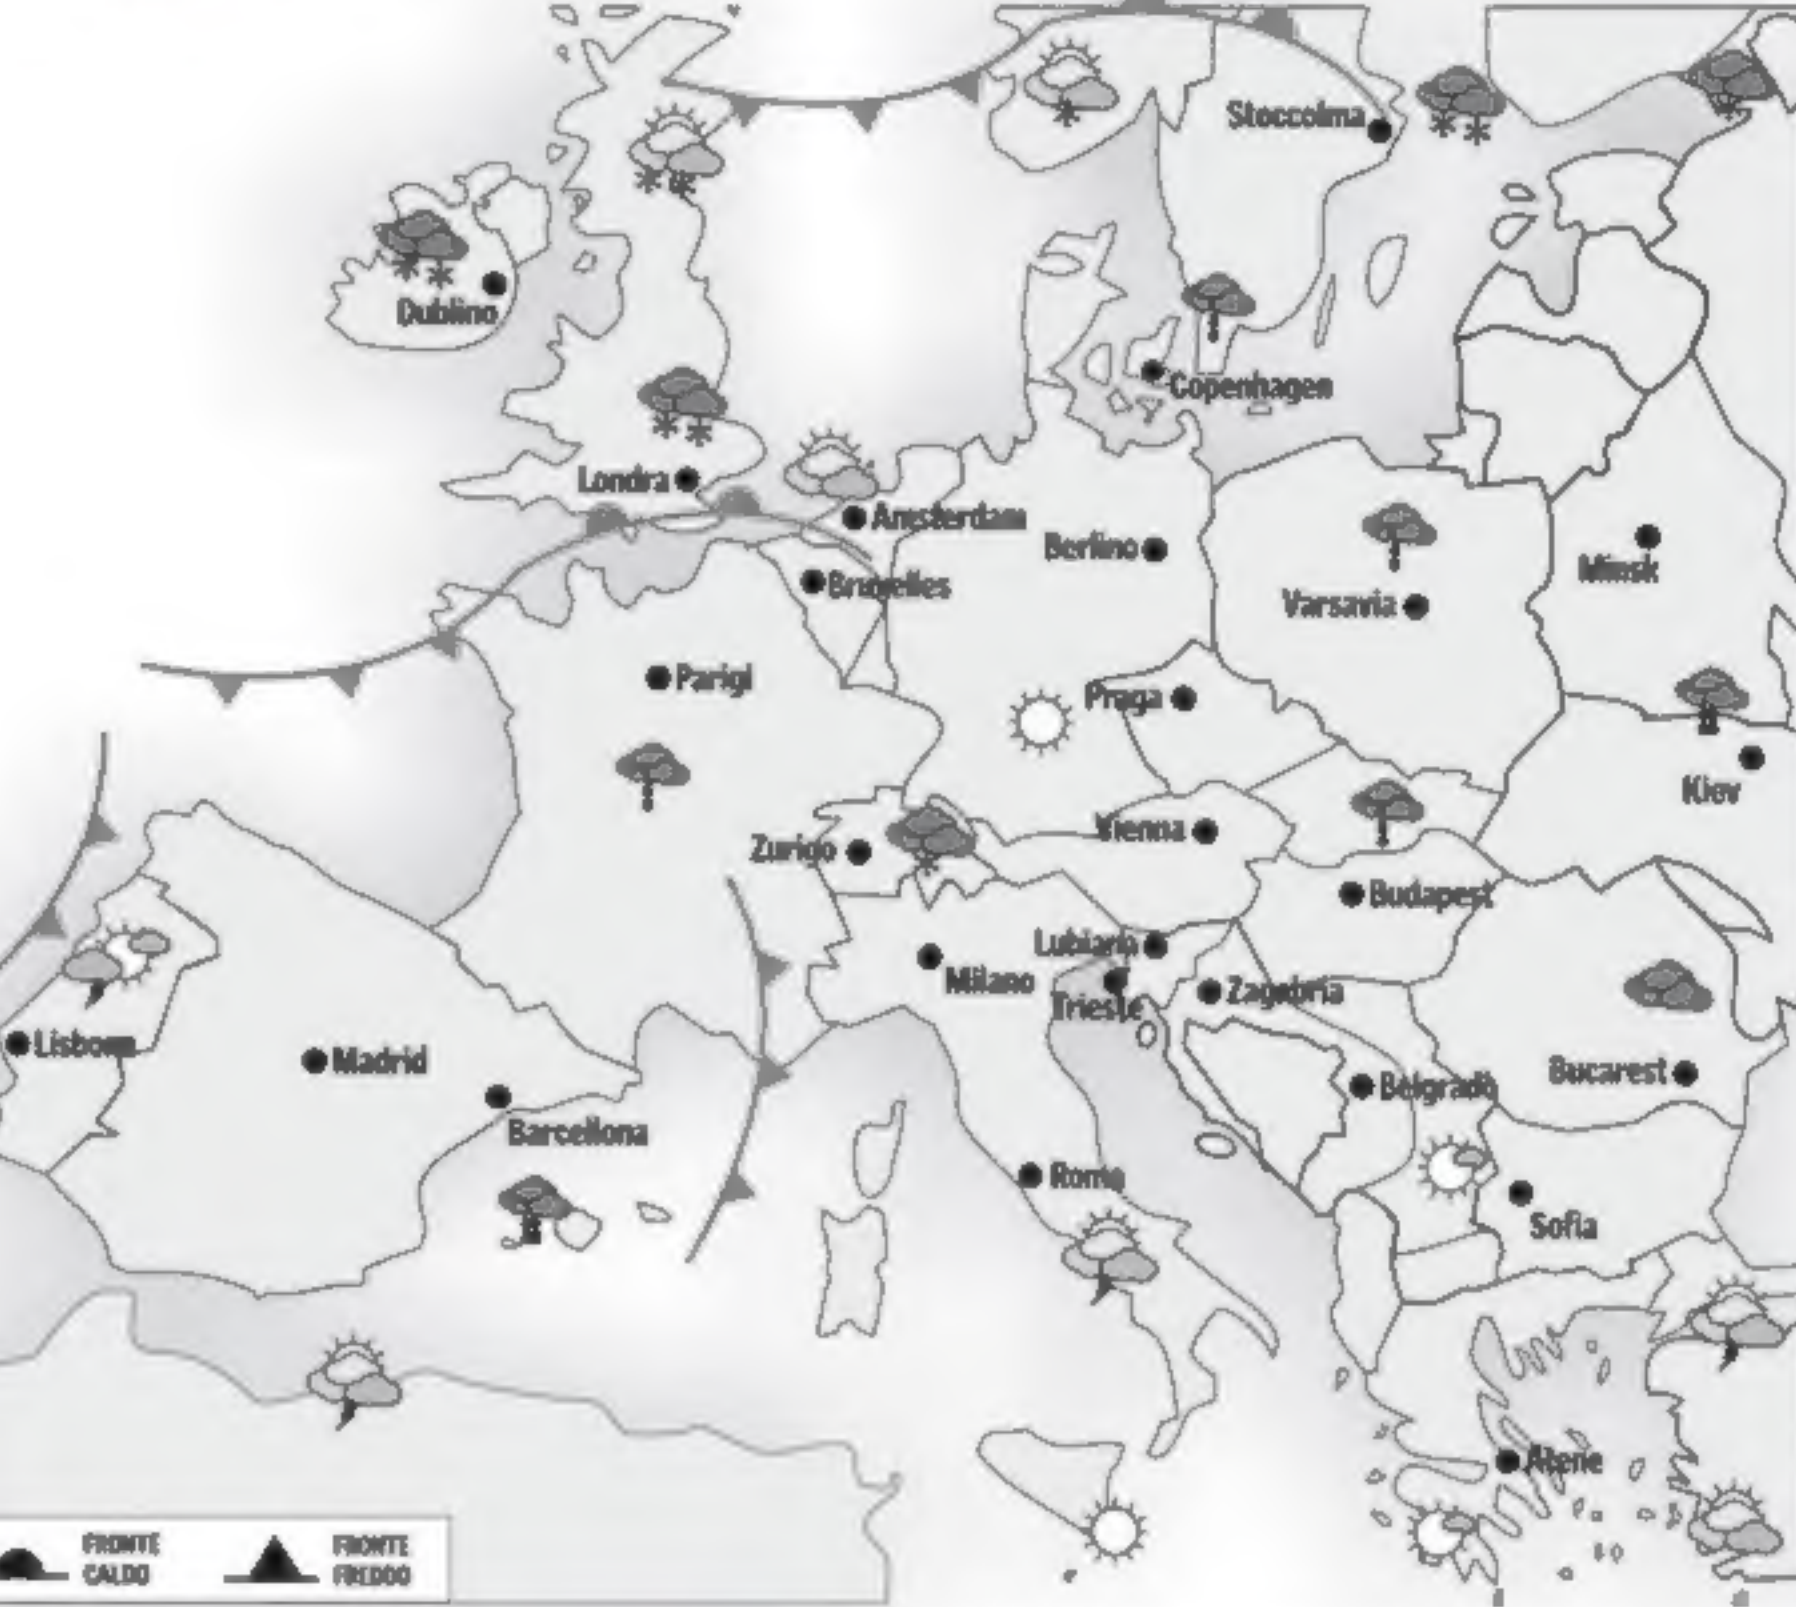 Stoccolma
Dublino
Copenhagen
Londra
Amsterdam
Berlino
Minsk
Bruxelles
Varsavia
Parigi
Praga
Kiev
Vienna
Zurigo
Budapest
Lubiana
Milano
Trieste
Zagabria
Lisbona
Madrid
Bucarest
Belgrado
Barcellona
Roma
Sofia
Atene
FRONTE
CALDO
FRONTE
FREDDO